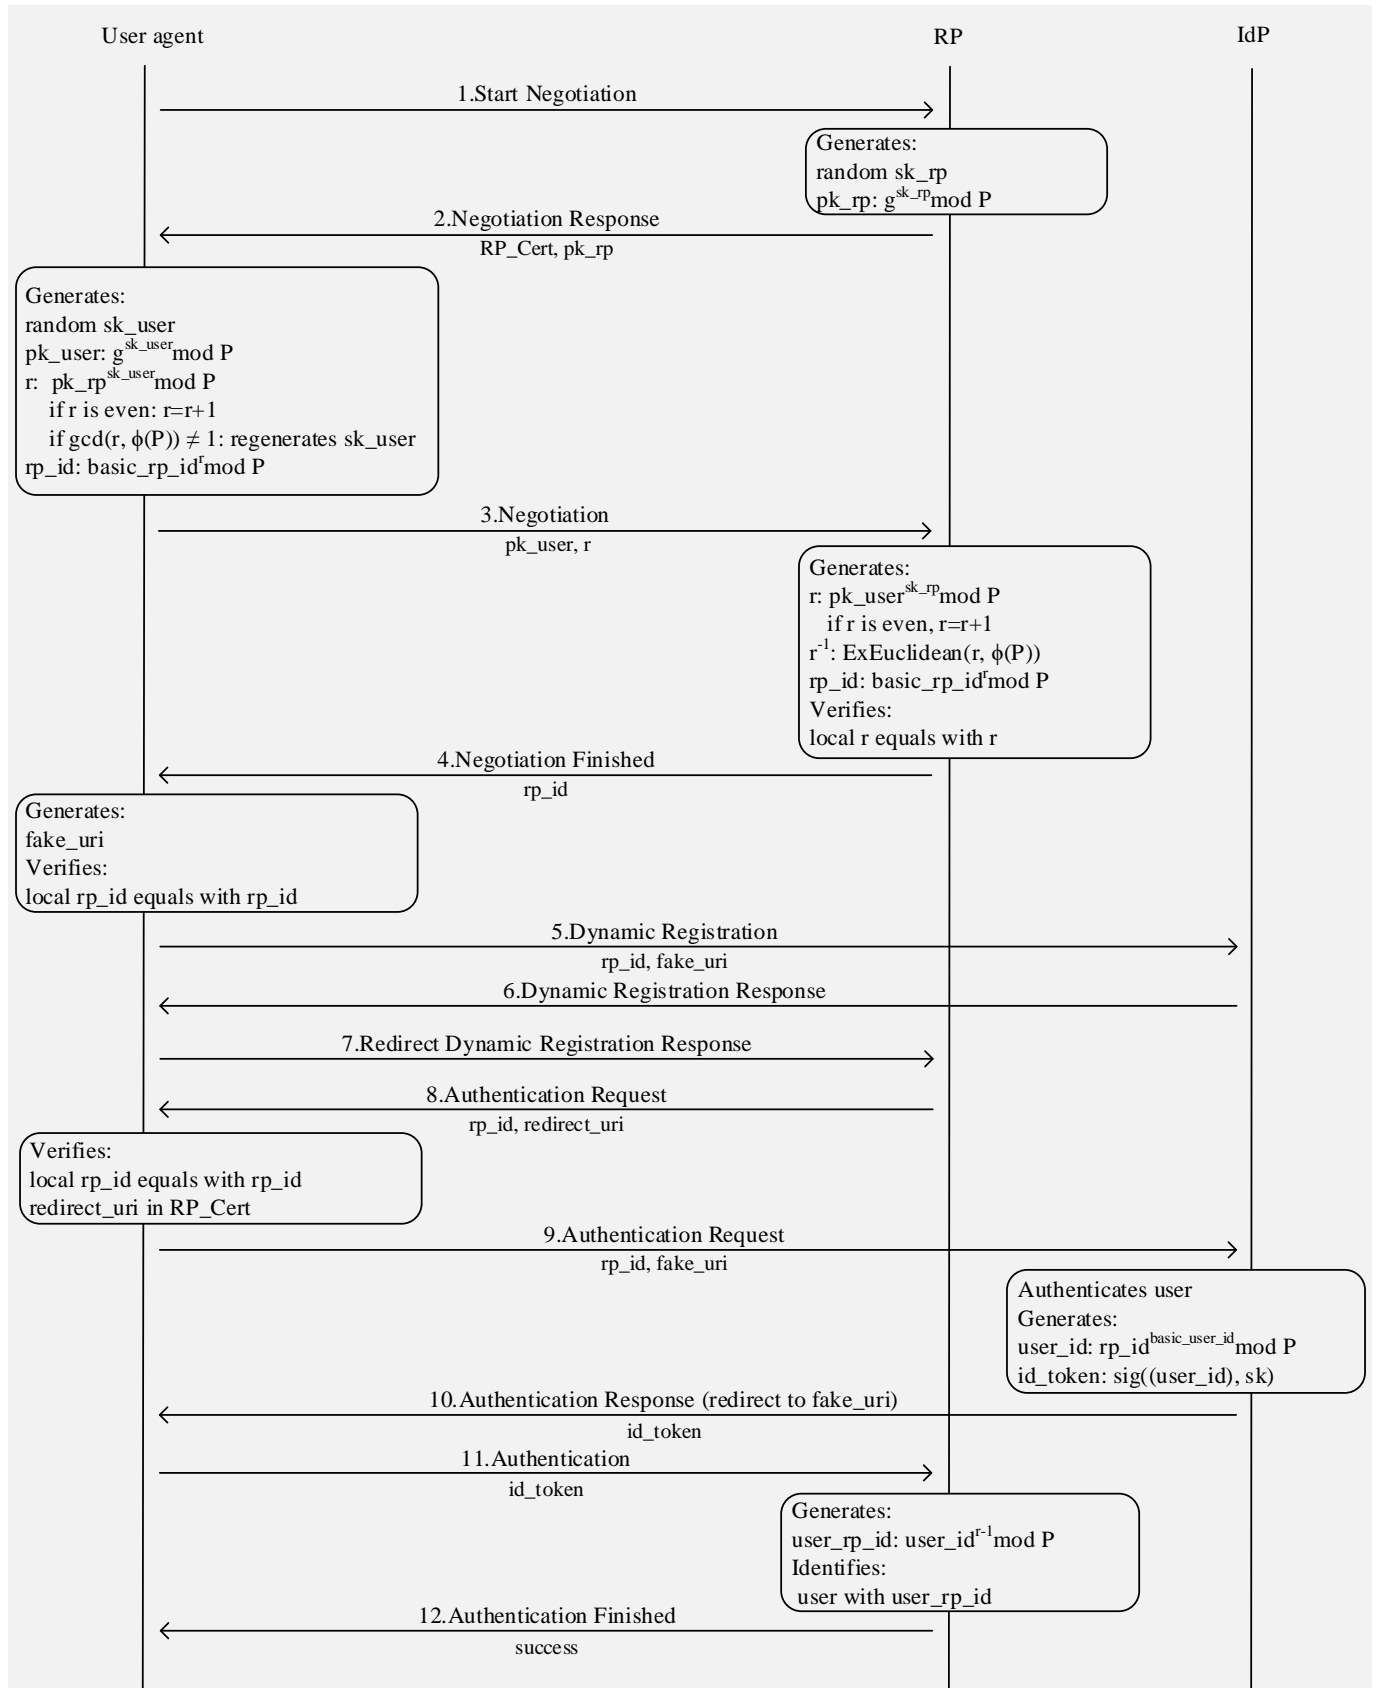 User agent
RP
IdP
1.Start Negotiation
Generates:
random sk_rp
pk_rp: g^sk_rp mod P
2.Negotiation Response
RP_Cert, pk_rp
Generates:
random sk_user
pk_user: g^sk_user mod P
r: pk_rp^sk_user mod P
if r is even: r=r+1
if gcd(r, ϕ(P)) ≠ 1: regenerates sk_user
rp_id: basic_rp_id^r mod P
3.Negotiation
pk_user, r
Generates:
r: pk_user^sk_rp mod P
if r is even, r=r+1
r^-1: ExEuclidean(r, ϕ(P))
rp_id: basic_rp_id^r mod P
Verifies:
local r equals with r
4.Negotiation Finished
rp_id
Generates:
fake_uri
Verifies:
local rp_id equals with rp_id
5.Dynamic Registration
rp_id, fake_uri
6.Dynamic Registration Response
7.Redirect Dynamic Registration Response
8.Authentication Request
rp_id, redirect_uri
Verifies:
local rp_id equals with rp_id
redirect_uri in RP_Cert
9.Authentication Request
rp_id, fake_uri
Authenticates user
Generates:
user_id: rp_id^basic_user_id mod P
id_token: sig((user_id), sk)
10.Authentication Response (redirect to fake_uri)
id_token
11.Authentication
id_token
Generates:
user_rp_id: user_id^r-1 mod P
Identifies:
user with user_rp_id
12.Authentication Finished
success